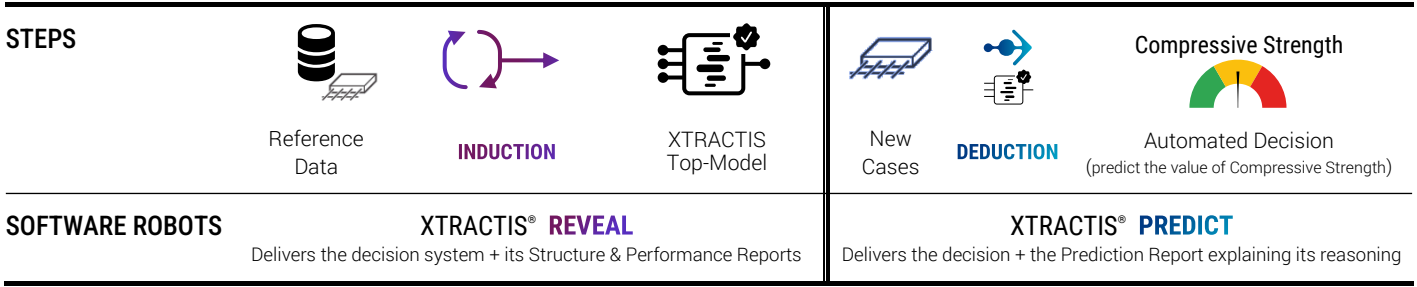 STEPS
Reference
Data
INDUCTION
XTRACTIS
Top-Model
New
Cases
DEDUCTION
Compressive Strength
Automated Decision
(predict the value of Compressive Strength)
SOFTWARE ROBOTS
XTRACTIS® REVEAL
Delivers the decision system + its Structure & Performance Reports
XTRACTIS® PREDICT
Delivers the decision + the Prediction Report explaining its reasoning